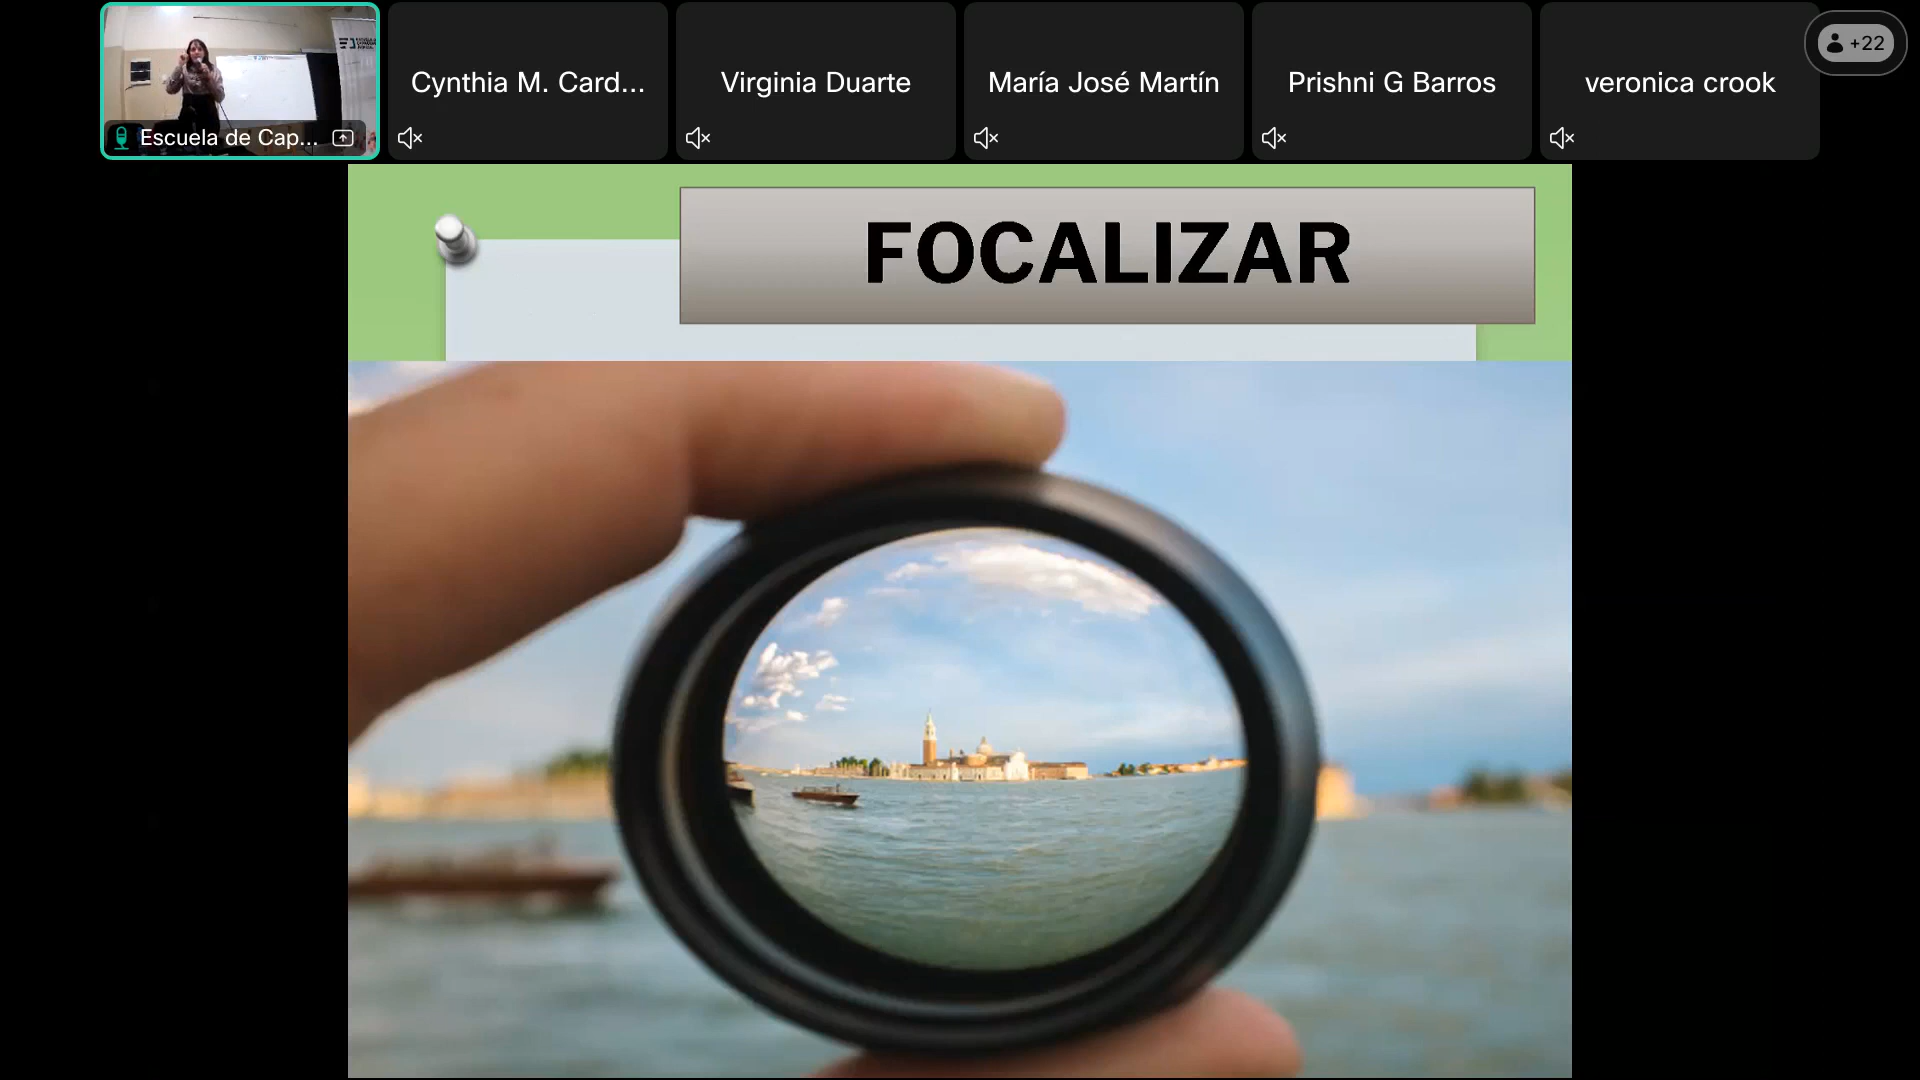 Escuela de Cap...
Cynthia M. Card...
Virginia Duarte
María José Martín
Prishni G Barros
veronica crook
+22
FOCALIZAR